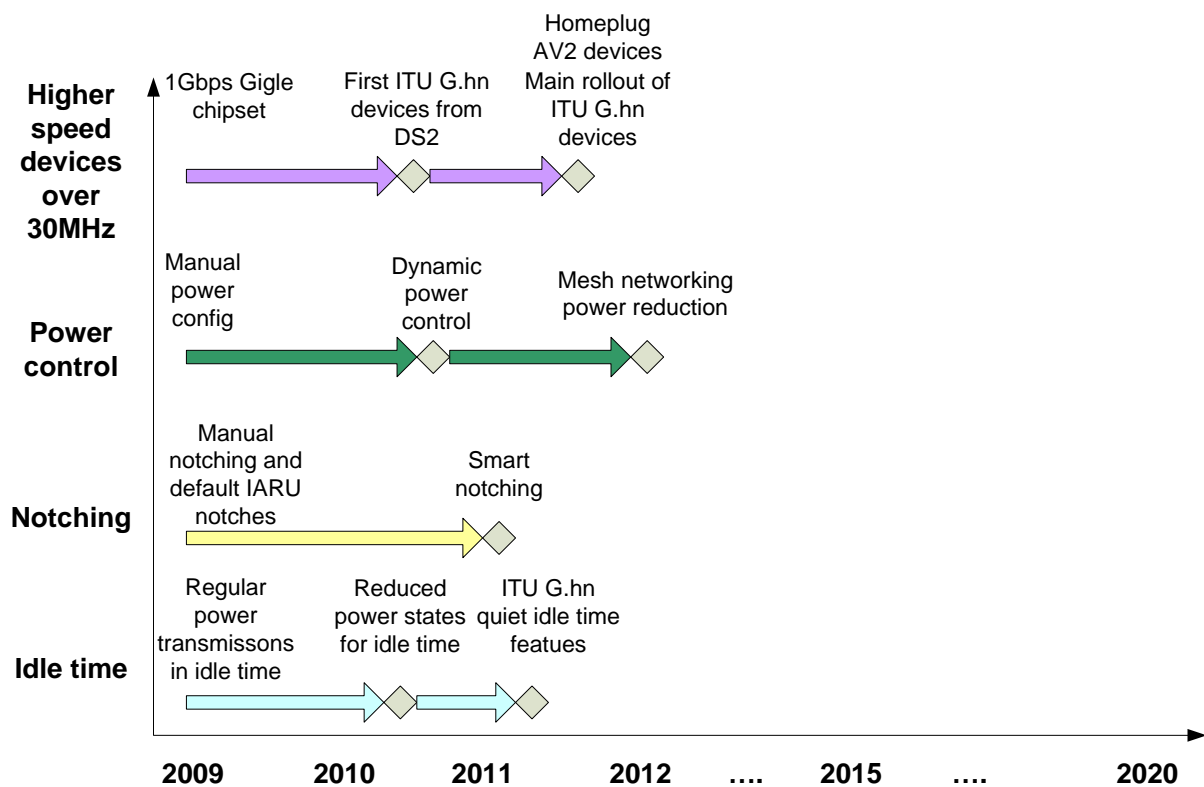 Higher
speed
devices
over
30MHz
1Gbps Gigle
chipset
First ITU G.hn
devices from
DS2
Homeplug
AV2 devices
Main rollout of
ITU G.hn
devices
Power
control
Manual
power
config
Dynamic
power
control
Mesh networking
power reduction
Notching
Manual
notching and
default IARU
notches
Smart
notching
Idle time
Regular
power
transmissons
in idle time
Reduced
power states
for idle time
ITU G.hn
quiet idle time
featues
2009 2010 2011 2012 .... 2015 .... 2020